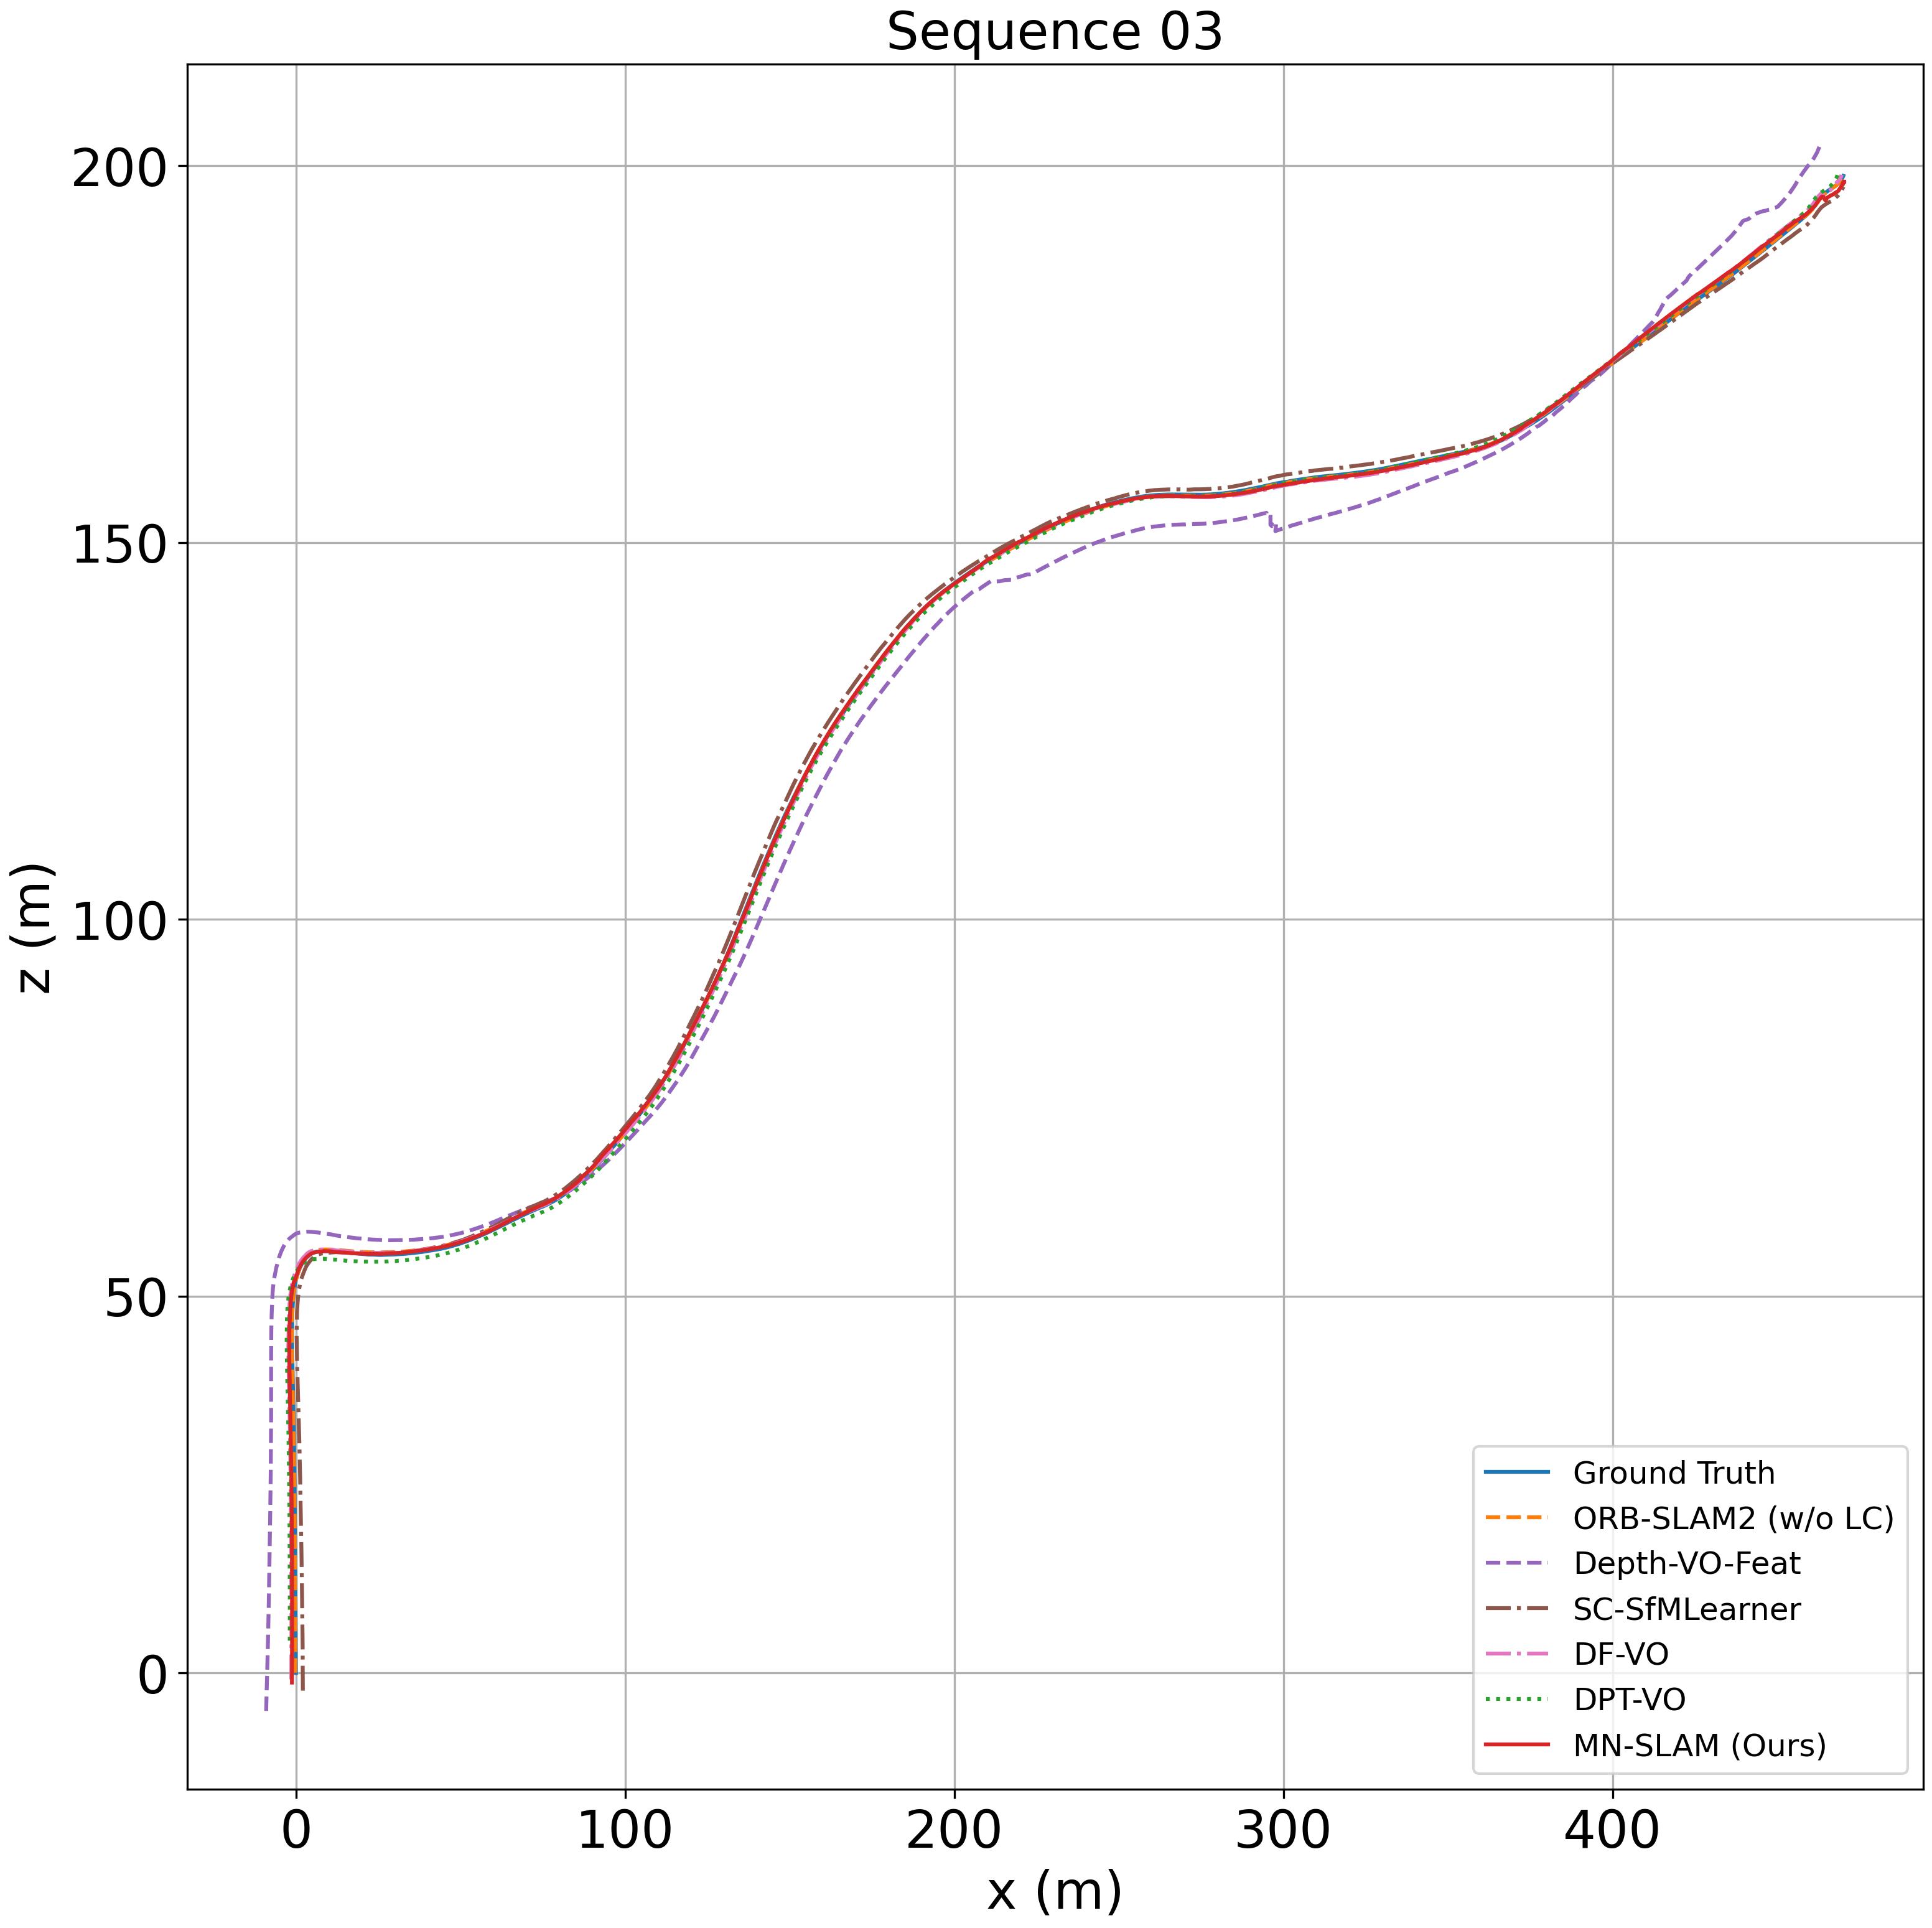 Sequence 03
z (m)
200
150
100
50
0
0 100 200 300 400
x (m)
Ground Truth
ORB-SLAM2 (w/o LC)
Depth-VO-Feat
SC-SfMLearner
DF-VO
DPT-VO
MN-SLAM (Ours)